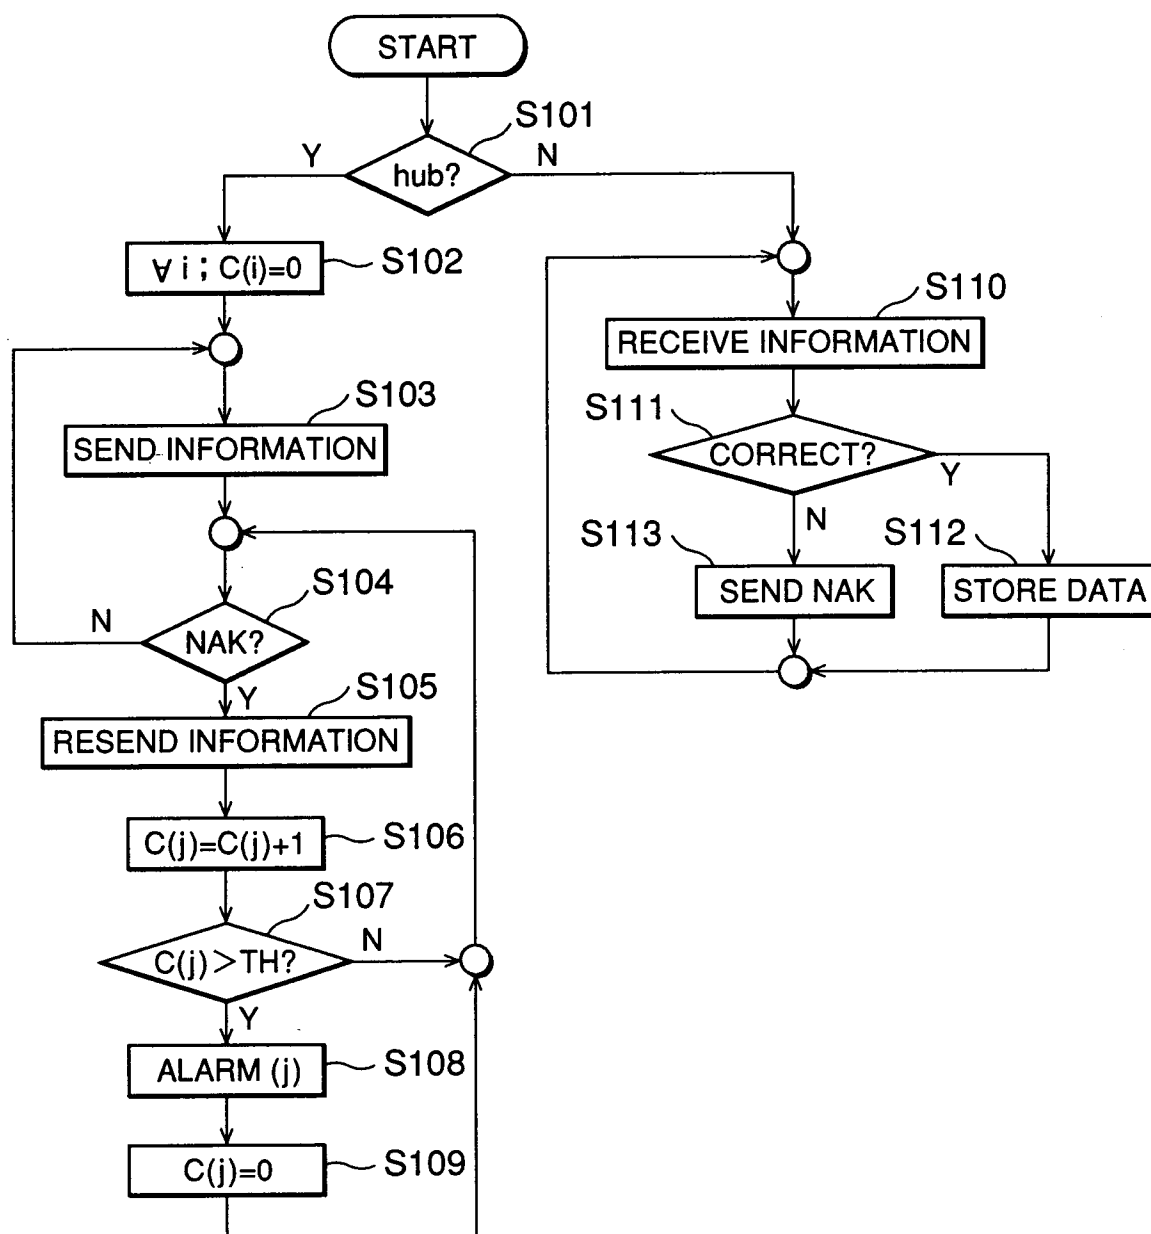 START
S101
Y
hub?
N
∀ i ; C(i)=0
S102
S110
RECEIVE INFORMATION
S103
SEND INFORMATION
S111
CORRECT?
Y
N
S113
S112
SEND NAK
STORE DATA
S104
N
NAK?
Y
S105
RESEND INFORMATION
C(j)=C(j)+1
S106
S107
C(j)>TH?
N
Y
ALARM (j)
S108
C(j)=0
S109